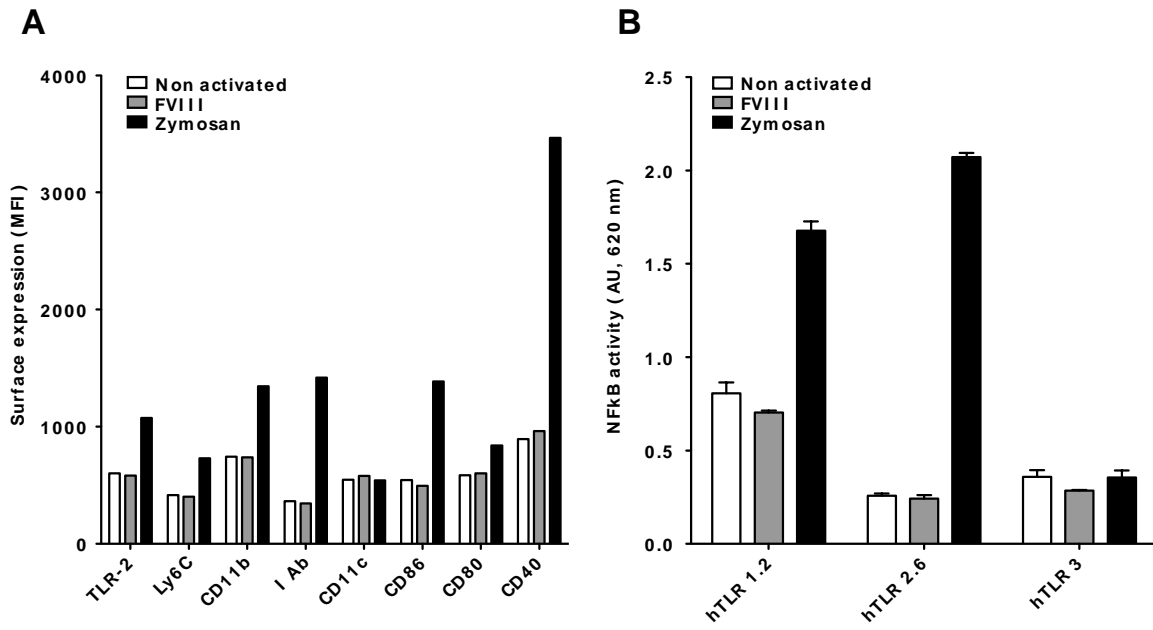 A
Surface expression (MFI)
4000
3000
2000
1000
0
Non activated
FVIII
Zymosan
TLR-2
Ly6C
CD11b
I Ab
CD11c
CD86
CD80
CD40
B
NFkB activity (AU, 620 nm)
2.5
2.0
1.5
1.0
0.5
0.0
Non activated
FVIII
Zymosan
hTLR 1.2
hTLR 2.6
hTLR 3